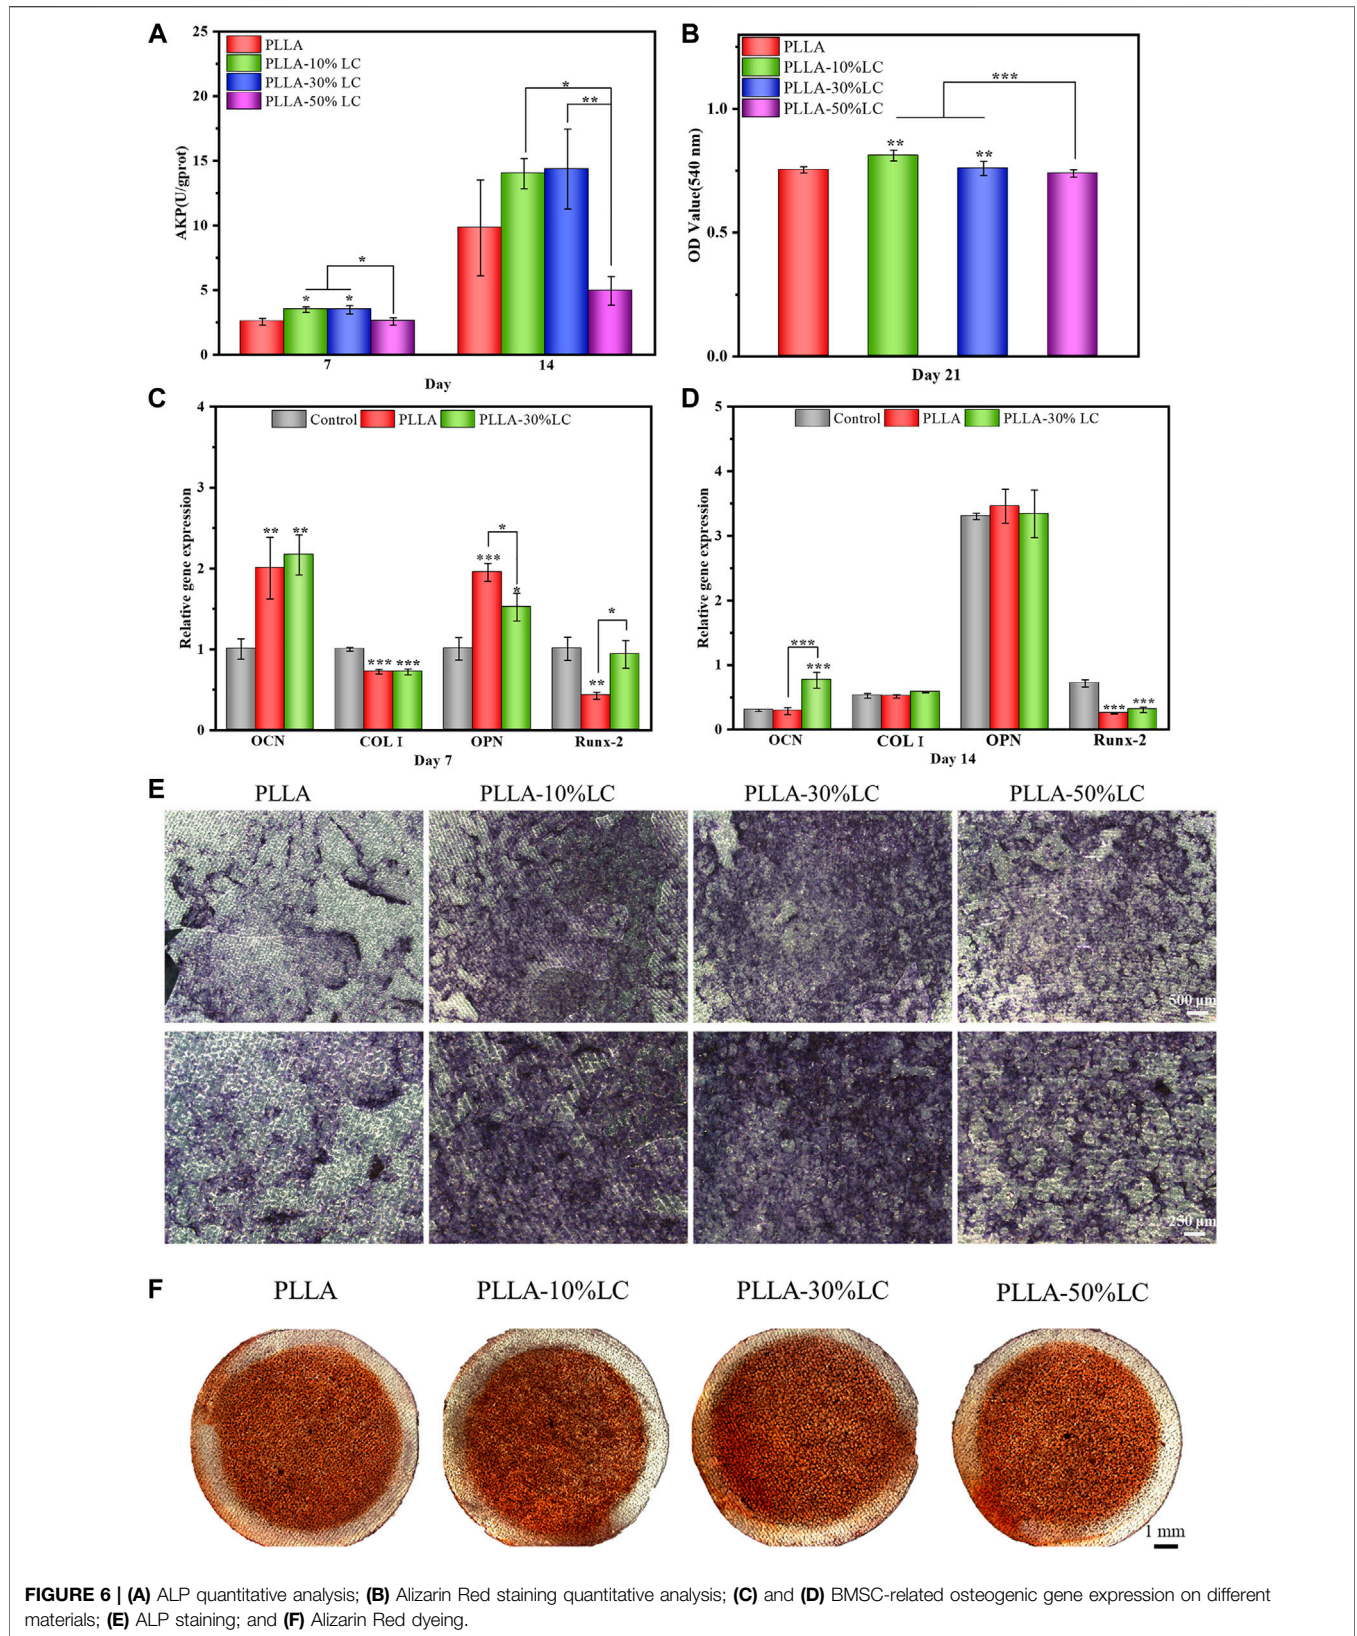 A
25
20
15
10
5
0
AKP(U/gprot)
PLLA
PLLA-10% LC
PLLA-30% LC
PLLA-50% LC
*
*
*
*
**
7
14
Day
B
1.0
0.5
0.0
OD Value(540 nm)
PLLA
PLLA-10%LC
PLLA-30%LC
PLLA-50%LC
**
**
***
Day 21
C
4
3
2
1
0
Relative gene expression
Control
PLLA
PLLA-30%LC
**
**
***
***
***
*
*
**
*
OCN
COL I
OPN
Runx-2
Day 7
D
5
4
3
2
1
0
Relative gene expression
Control
PLLA
PLLA-30% LC
***
***
***
***
OCN
COL I
OPN
Runx-2
Day 14
E
PLLA
PLLA-10%LC
PLLA-30%LC
PLLA-50%LC
500 µm
250 µm
F
PLLA
PLLA-10%LC
PLLA-30%LC
PLLA-50%LC
1 mm
FIGURE 6 | (A) ALP quantitative analysis; (B) Alizarin Red staining quantitative analysis; (C) and (D) BMSC-related osteogenic gene expression on different
materials; (E) ALP staining; and (F) Alizarin Red dyeing.